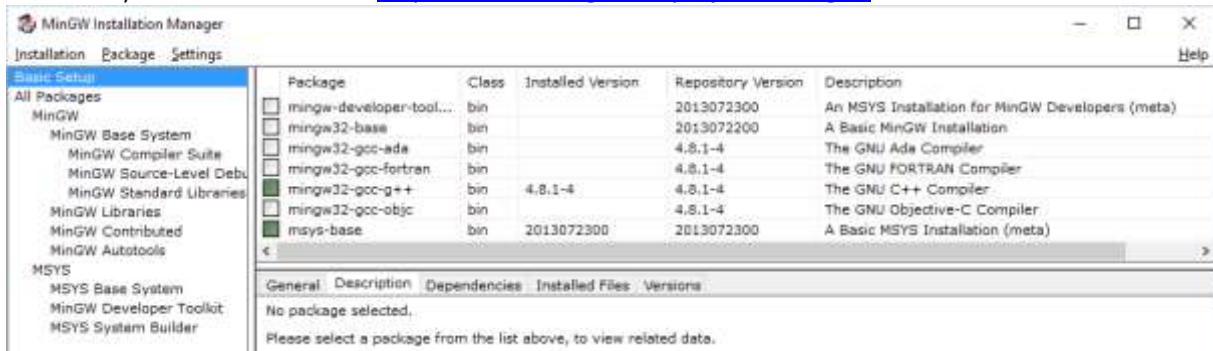 MinGW Installation Manager
Installation Package Settings Help
Basic Setup
All Packages
MinGW
MinGW Base System
MinGW Compiler Suite
MinGW Source-Level Debu
MinGW Standard Libraries
MinGW Libraries
MinGW Contributed
MinGW Autotools
MSYS
MSYS Base System
MinGW Developer Toolkit
MSYS System Builder
Package Class Installed Version Repository Version Description
mingw-developer-tool... bin 2013072300 An MSYS Installation for MinGW Developers (meta)
mingw32-base bin 2013072200 A Basic MinGW Installation
mingw32-gcc-ada bin 4.8.1-4 The GNU Ada Compiler
mingw32-gcc-fortran bin 4.8.1-4 The GNU FORTRAN Compiler
mingw32-gcc-g++ bin 4.8.1-4 4.8.1-4 The GNU C++ Compiler
mingw32-gcc-objc bin 4.8.1-4 The GNU Objective-C Compiler
msys-base bin 2013072300 2013072300 A Basic MSYS Installation (meta)
General Description Dependencies Installed Files Versions
No package selected.
Please select a package from the list above, to view related data.